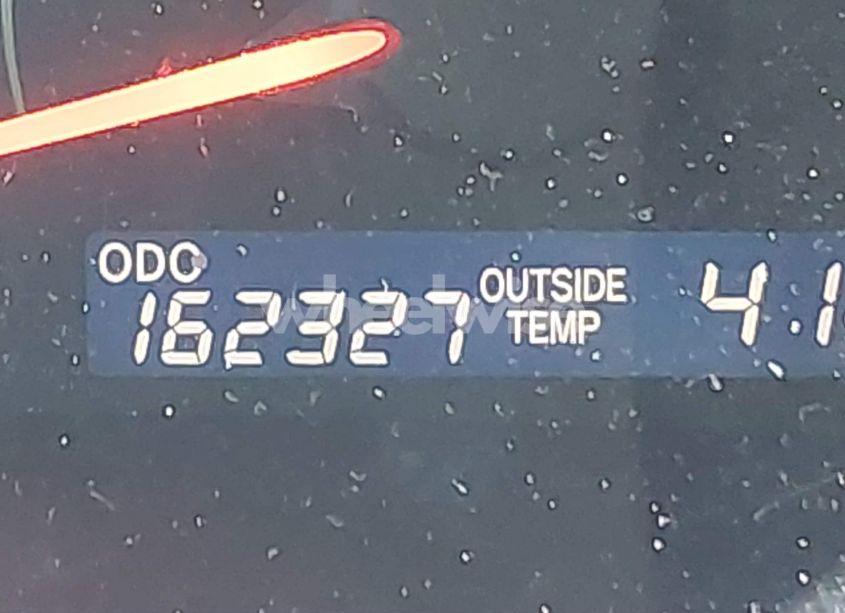 ODO
162327
OUTSIDE
TEMP
41